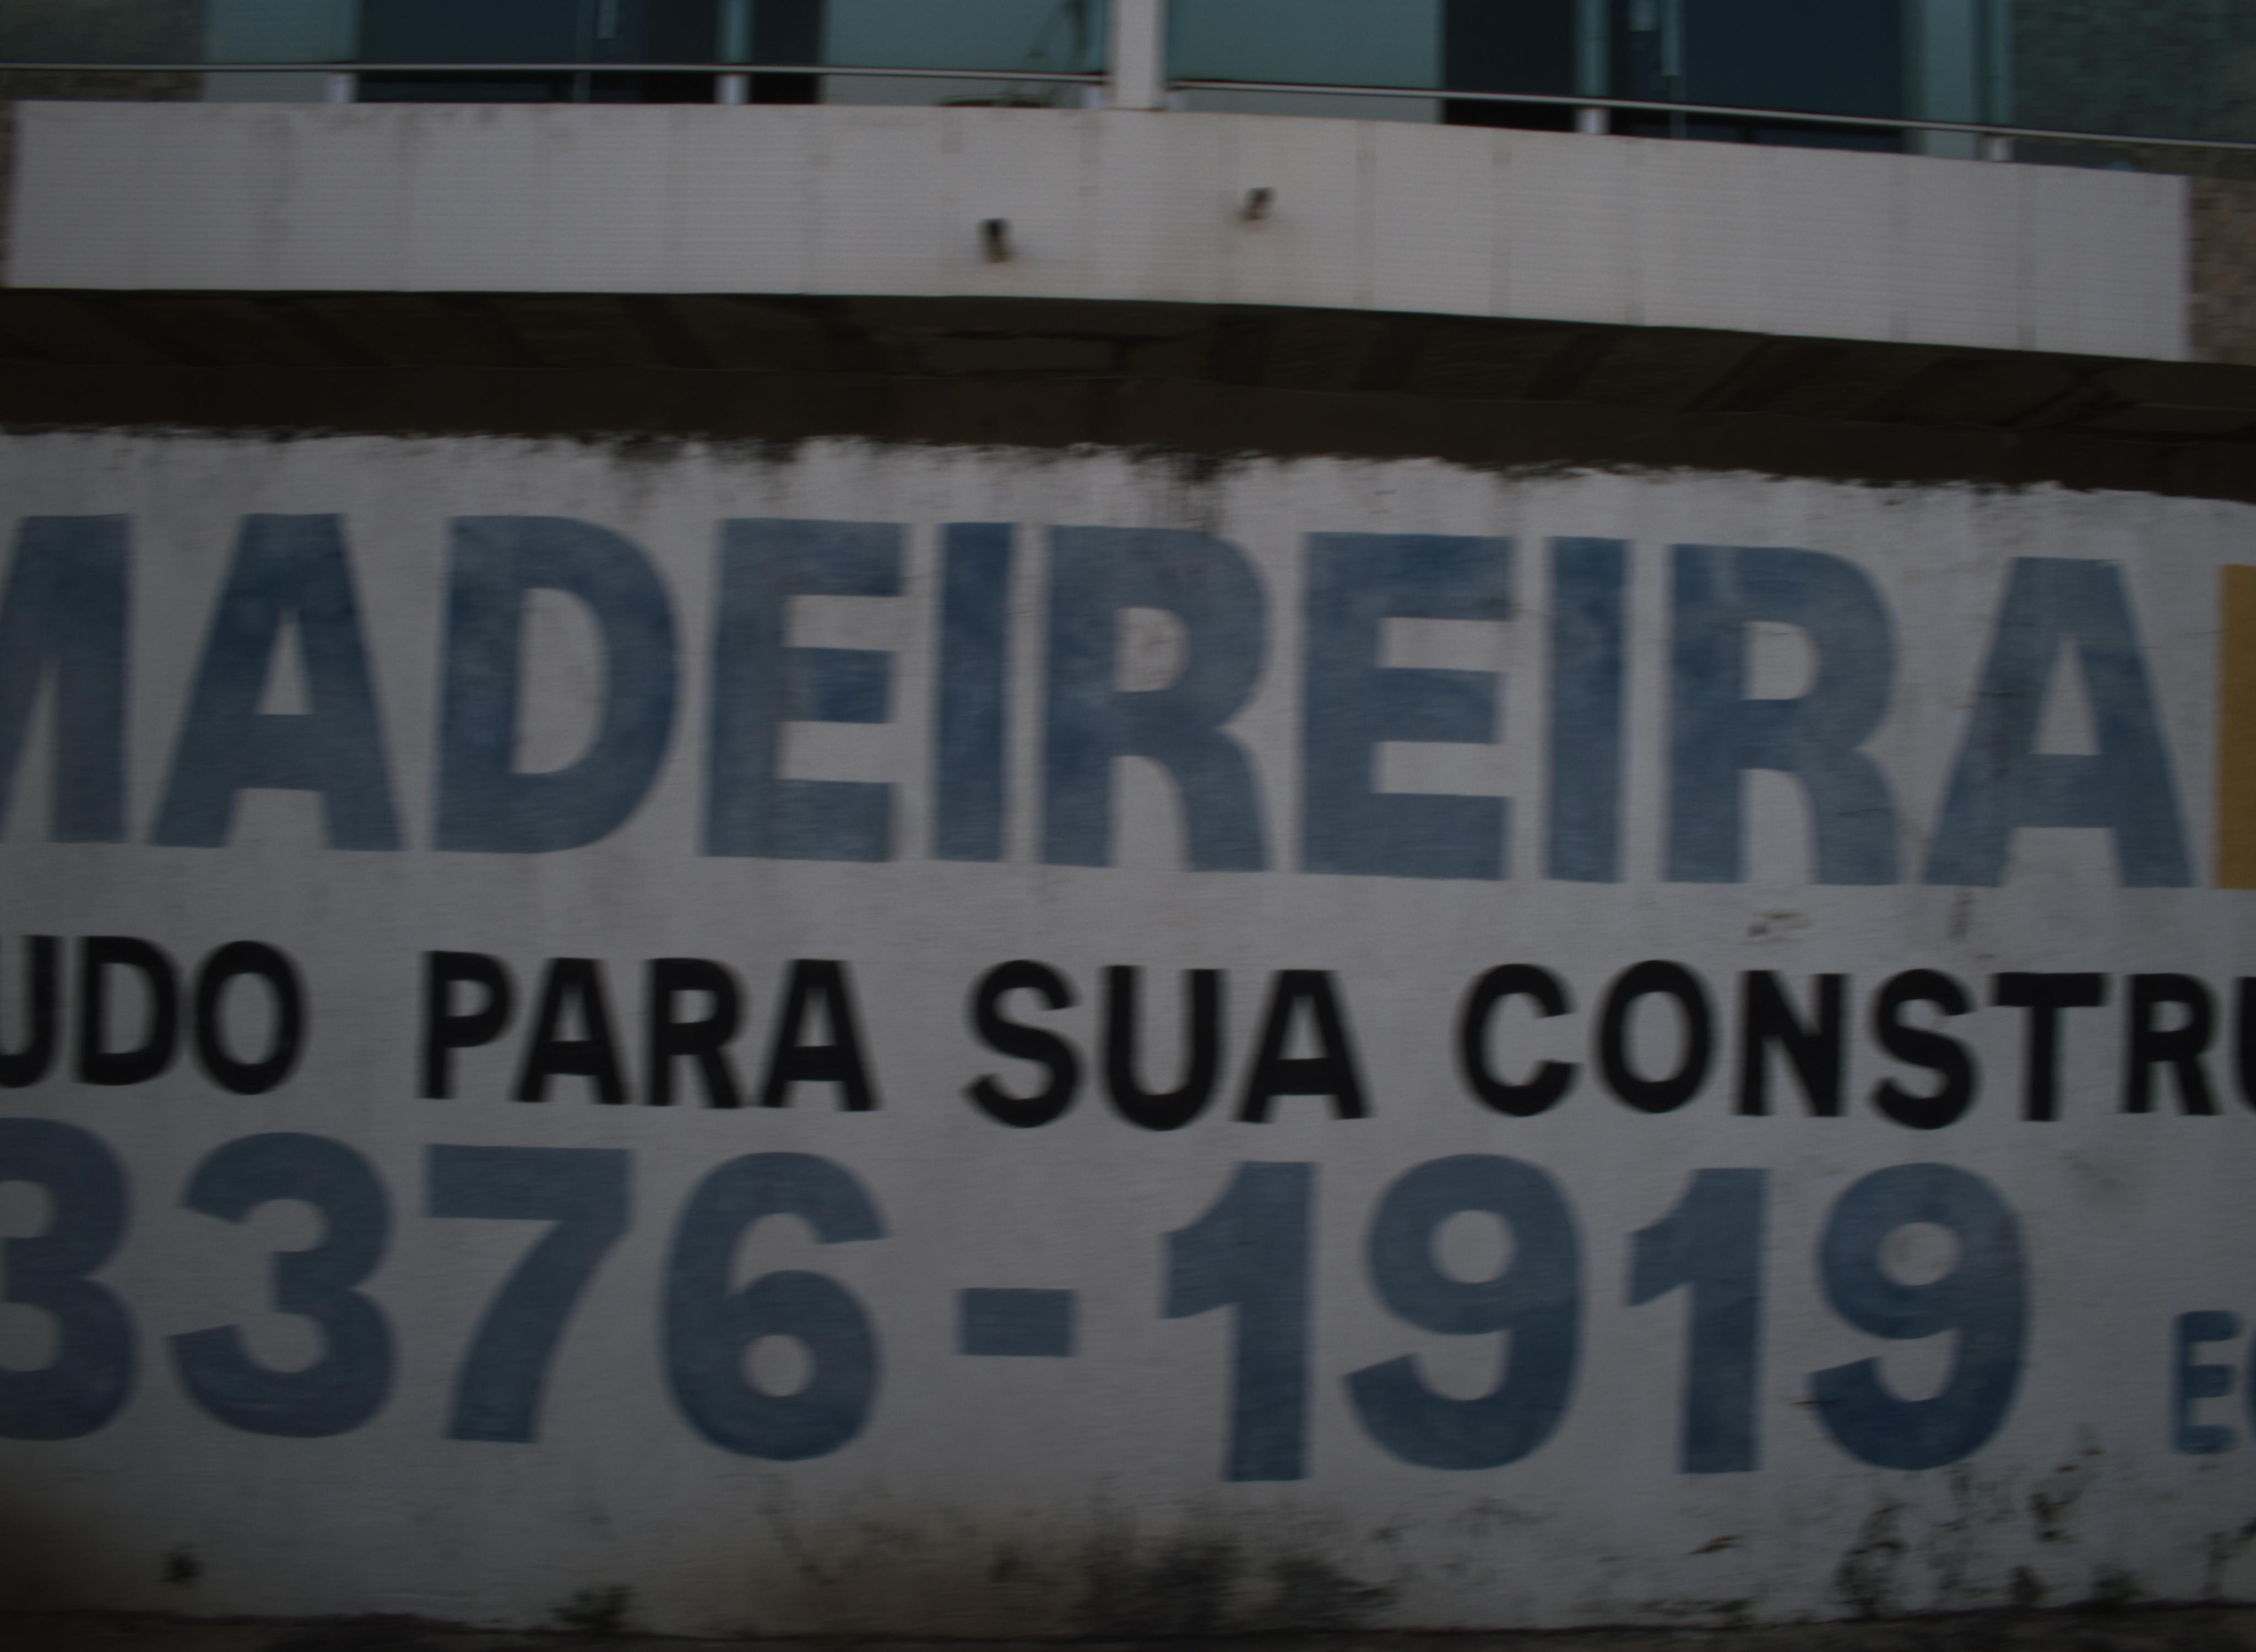 MADEIREIRA
UDO PARA SUA CONSTRU
3376-1919